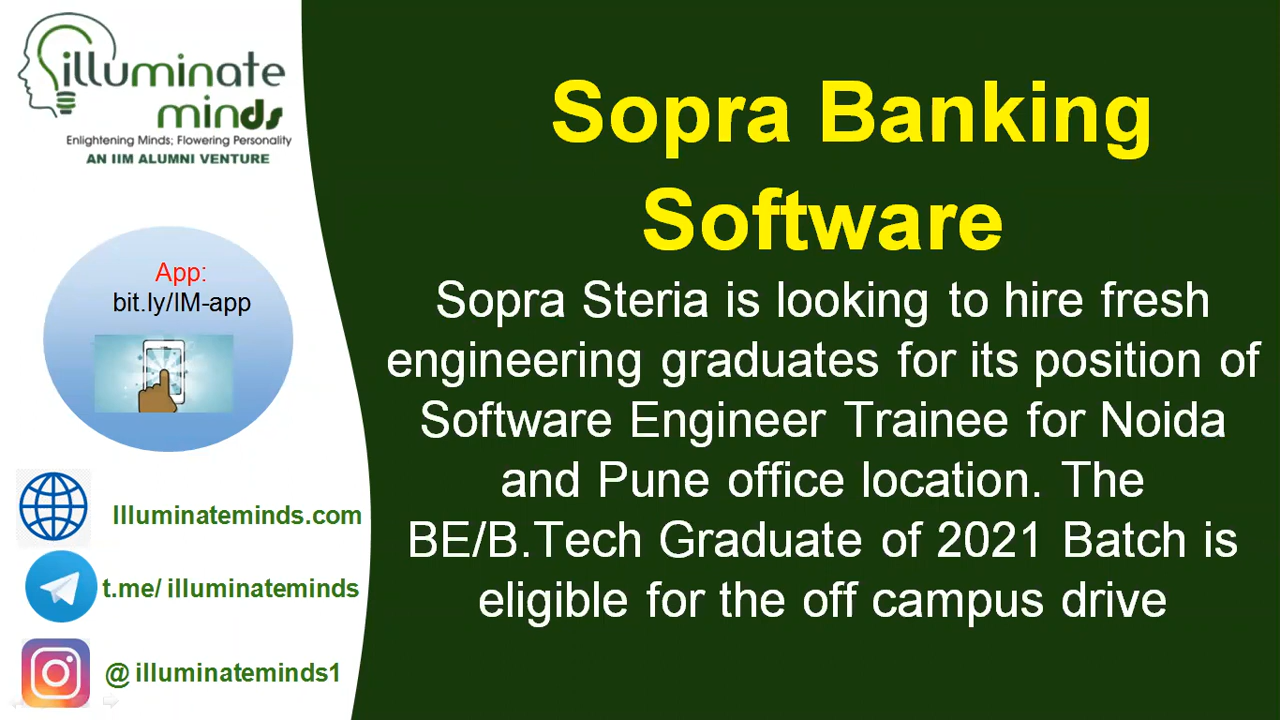 illuminate
minds
Enlightening Minds; Flowering Personality
AN IIM ALUMNI VENTURE
App:
bit.ly/IM-app
Illuminateminds.com
t.me/ illuminateminds
@ illuminateminds1
Sopra Banking
Software
Sopra Steria is looking to hire fresh
engineering graduates for its position of
Software Engineer Trainee for Noida
and Pune office location. The
BE/B.Tech Graduate of 2021 Batch is
eligible for the off campus drive